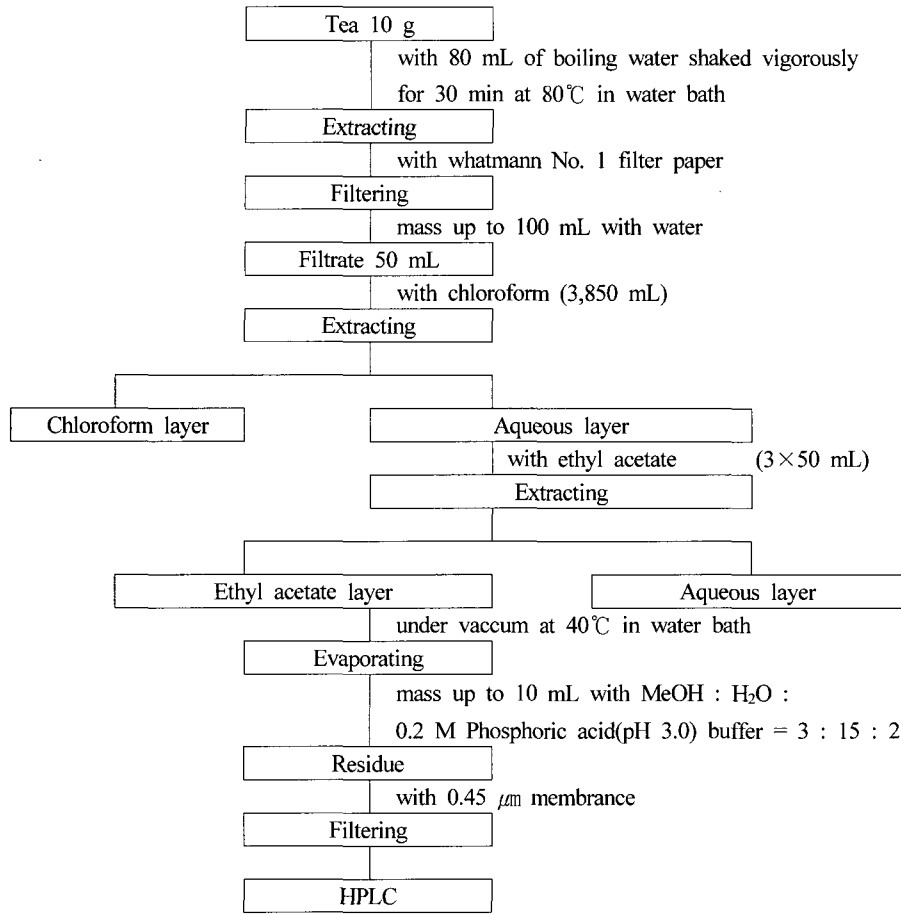 Tea 10 g
with 80 mL of boiling water shaked vigorously
for 30 min at 80℃ in water bath
Extracting
with whatmann No. 1 filter paper
Filtering
mass up to 100 mL with water
Filtrate 50 mL
with chloroform (3,850 mL)
Extracting
Chloroform layer
Aqueous layer
with ethyl acetate (3×50 mL)
Extracting
Ethyl acetate layer
Aqueous layer
under vaccum at 40℃ in water bath
Evaporating
mass up to 10 mL with MeOH : H₂O :
0.2 M Phosphoric acid(pH 3.0) buffer = 3 : 15 : 2
Residue
with 0.45 ㎛ membrance
Filtering
HPLC